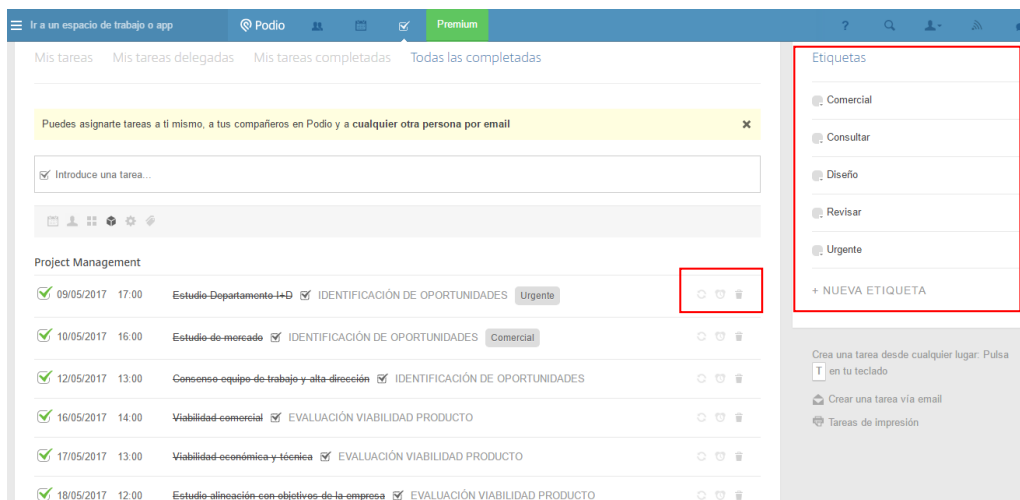 Ir a un espacio de trabajo o app
Podio
Premium
?
Mis tareas Mis tareas delegadas Mis tareas completadas Todas las completadas
Puedes asignarte tareas a ti mismo, a tus compañeros en Podio y a cualquier otra persona por email
Introduce una tarea...
Project Management
09/05/2017 17:00 Estudio Departamento I+D IDENTIFICACIÓN DE OPORTUNIDADES Urgente
10/05/2017 16:00 Estudio de mercado IDENTIFICACIÓN DE OPORTUNIDADES Comercial
12/05/2017 13:00 Consenso equipo de trabajo y alta dirección IDENTIFICACIÓN DE OPORTUNIDADES
16/05/2017 14:00 Viabilidad comercial EVALUACIÓN VIABILIDAD PRODUCTO
17/05/2017 13:00 Viabilidad económica y técnica EVALUACIÓN VIABILIDAD PRODUCTO
18/05/2017 12:00 Estudio alineación con objetivos de la empresa EVALUACIÓN VIABILIDAD PRODUCTO
Etiquetas
Comercial
Consultar
Diseño
Revisar
Urgente
+ NUEVA ETIQUETA
Crea una tarea desde cualquier lugar: Pulsa
T en tu teclado
Crear una tarea vía email
Tareas de impresión